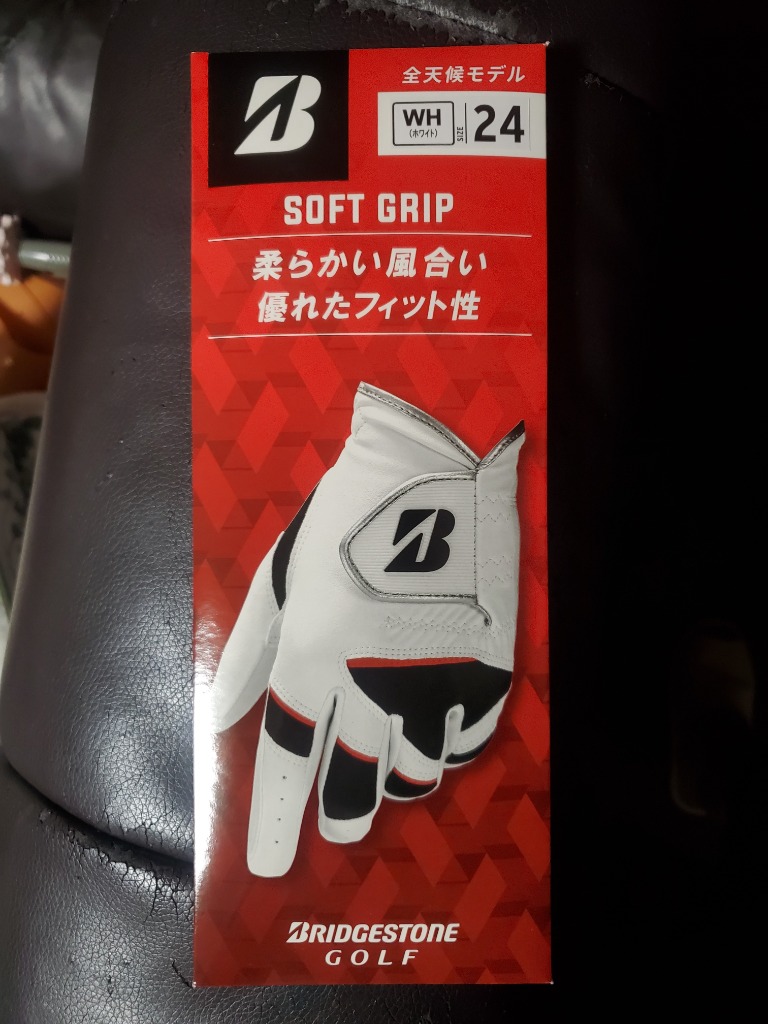 全天候モデル
WH
(ホワイト)
SIZE
24
SOFT GRIP
柔らかい風合い
優れたフィット性
BRIDGESTONE
GOLF